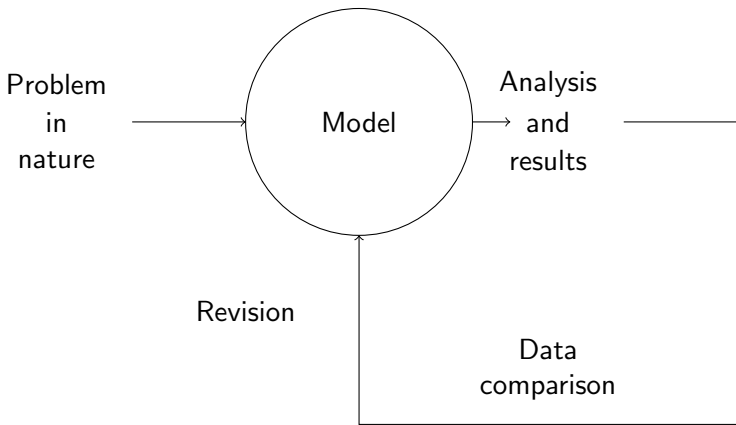 Problem
in
nature
Model
Analysis
and
results
Revision
Data
comparison